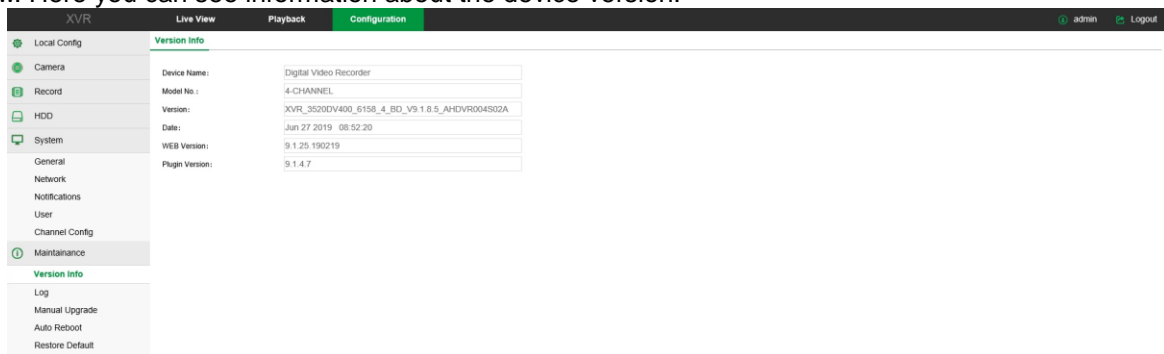 Here you can see information about the device version.
XVR Live View Playback Configuration admin Logout
Local Config
Camera
Record
HDD
System
General
Network
Notifications
User
Channel Config
Maintainance
Version Info
Log
Manual Upgrade
Auto Reboot
Restore Default
Version Info
Device Name: Digital Video Recorder
Model No.: 4-CHANNEL
Version: XVR_3520DV400_6158_4_BD_V9.1.8.5_AHDVR004S02A
Date: Jun 27 2019 08:52:20
WEB Version: 9.1.25.190219
Plugin Version: 9.1.4.7